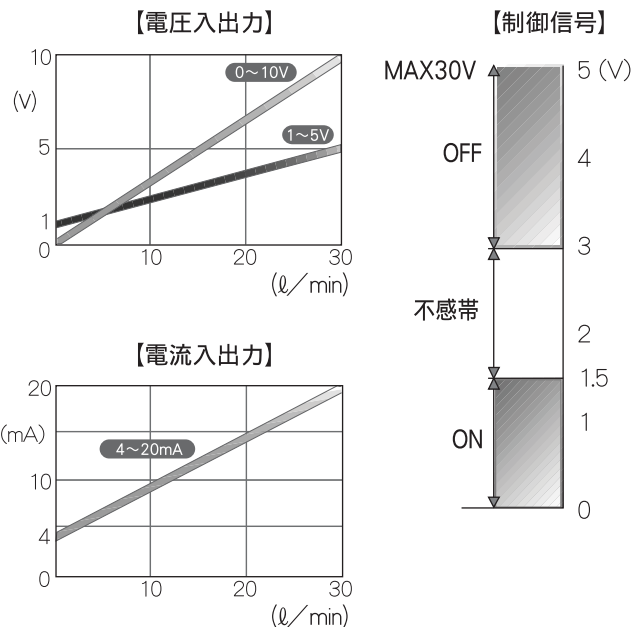 【電圧入出力】
10
(V)
0～10V
1～5V
5
1
0
10
20
30
(ℓ／min)
【電流入出力】
20
(mA)
4～20mA
10
4
0
10
20
30
(ℓ／min)
【制御信号】
MAX30V
5 (V)
OFF
4
3
不感帯
2
1.5
1
ON
0